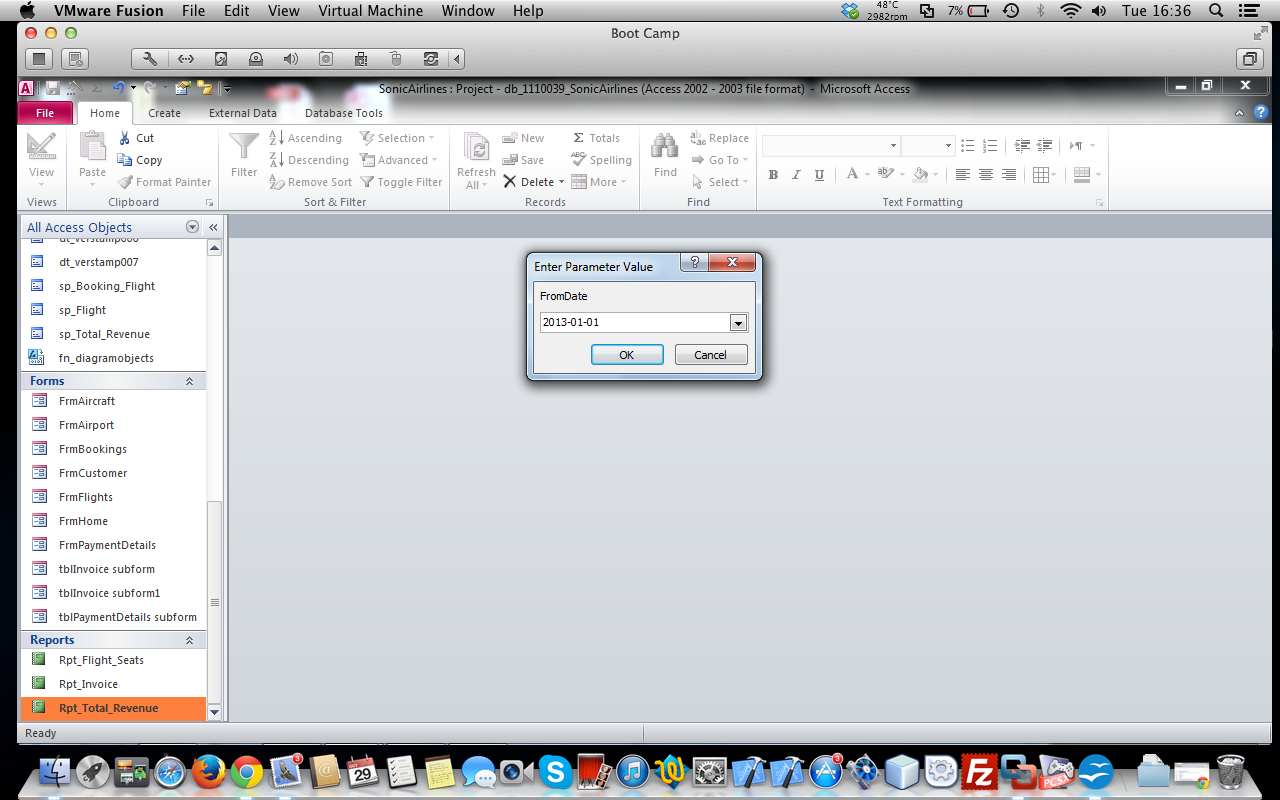 VMware Fusion File Edit View Virtual Machine Window Help 48°C 2982rpm 7% Tue 16:36
Boot Camp
SonicAirlines : Project - db_1110039_SonicAirlines (Access 2002 - 2003 file format) - Microsoft Access
File Home Create External Data Database Tools
View
Views
Paste
Cut
Copy
Format Painter
Clipboard
Filter
Ascending
Descending
Remove Sort
Selection
Advanced
Toggle Filter
Sort & Filter
Refresh
All
New
Save
Delete
Totals
Spelling
More
Records
Find
Replace
Go To
Select
Find
B I U A
Text Formatting
All Access Objects
dt_verstamp006
dt_verstamp007
sp_Booking_Flight
sp_Flight
sp_Total_Revenue
fn_diagramobjects
Forms
FrmAircraft
FrmAirport
FrmBookings
FrmCustomer
FrmFlights
FrmHome
FrmPaymentDetails
tblInvoice subform
tblInvoice subform1
tblPaymentDetails subform
Reports
Rpt_Flight_Seats
Rpt_Invoice
Rpt_Total_Revenue
Enter Parameter Value
FromDate
2013-01-01
OK Cancel
Ready
3
OCT
29
3
Fz
PCSX